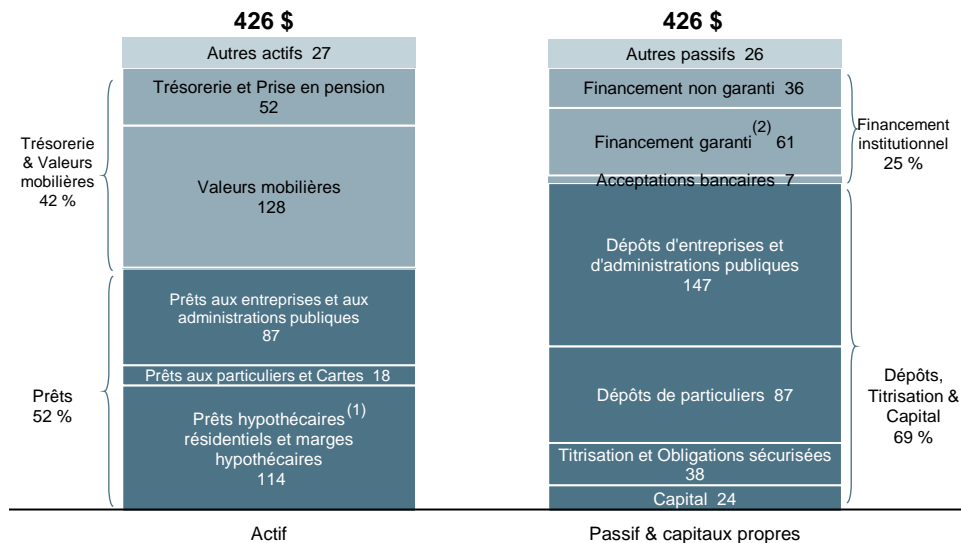 426 $
Autres actifs 27
Trésorerie et Prise en pension
52
Valeurs mobilières
128
Prêts aux entreprises et aux
administrations publiques
87
Prêts aux particuliers et Cartes 18
Prêts hypothécaires(1)
résidentiels et marges
hypothécaires
114
Trésorerie
& Valeurs
mobilières
42 %
Prêts
52 %
Actif
426 $
Autres passifs 26
Financement non garanti 36
Financement garanti(2) 61
Acceptations bancaires 7
Dépôts d'entreprises et
d'administrations publiques
147
Dépôts de particuliers 87
Titrisation et Obligations sécurisées
38
Capital 24
Financement
institutionnel
25 %
Dépôts,
Titrisation &
Capital
69 %
Passif & capitaux propres